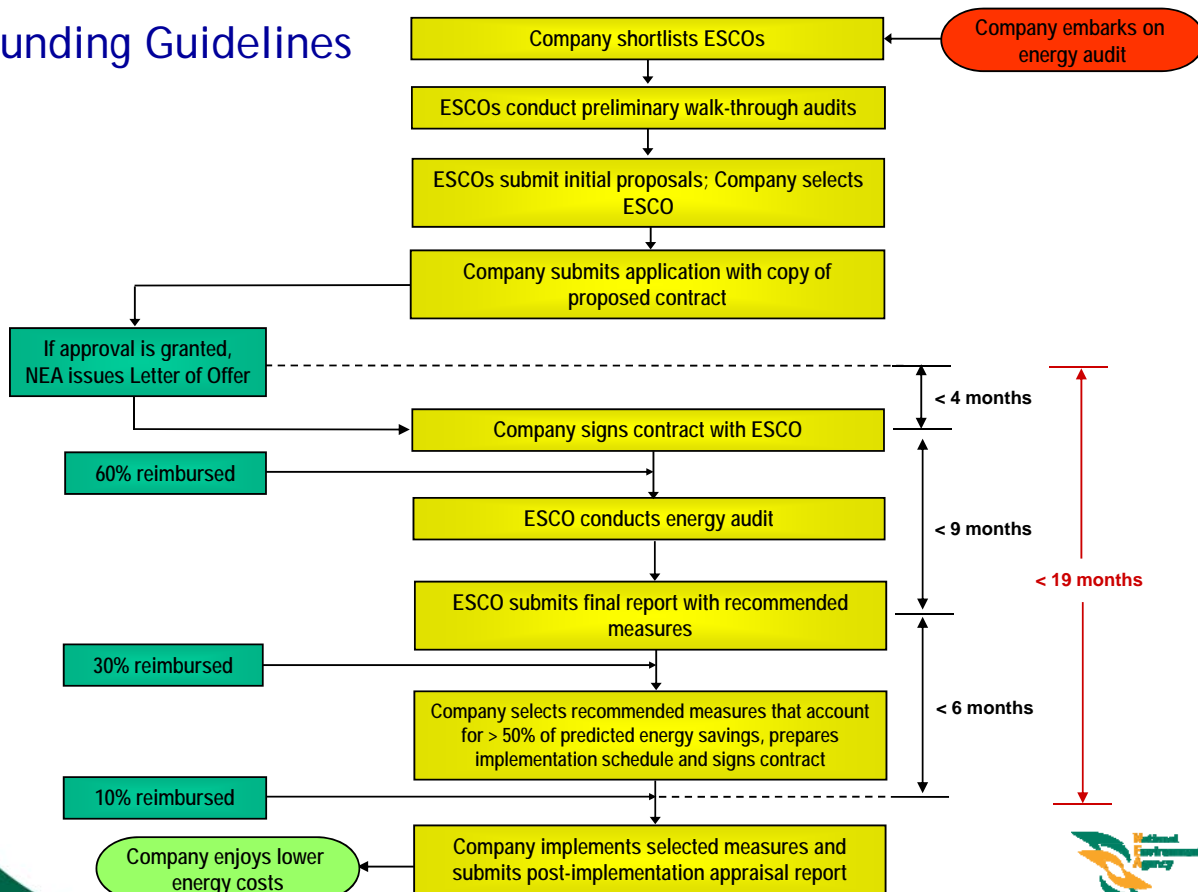 unding Guidelines
Company shortlists ESCOs
Company embarks on
energy audit
ESCOs conduct preliminary walk-through audits
ESCOs submit initial proposals; Company selects
ESCO
Company submits application with copy of
proposed contract
If approval is granted,
NEA issues Letter of Offer
< 4 months
Company signs contract with ESCO
60% reimbursed
ESCO conducts energy audit
< 9 months
< 19 months
ESCO submits final report with recommended
measures
30% reimbursed
Company selects recommended measures that account
for > 50% of predicted energy savings, prepares
implementation schedule and signs contract
< 6 months
10% reimbursed
Company implements selected measures and
submits post-implementation appraisal report
Company enjoys lower
energy costs
National
Agency